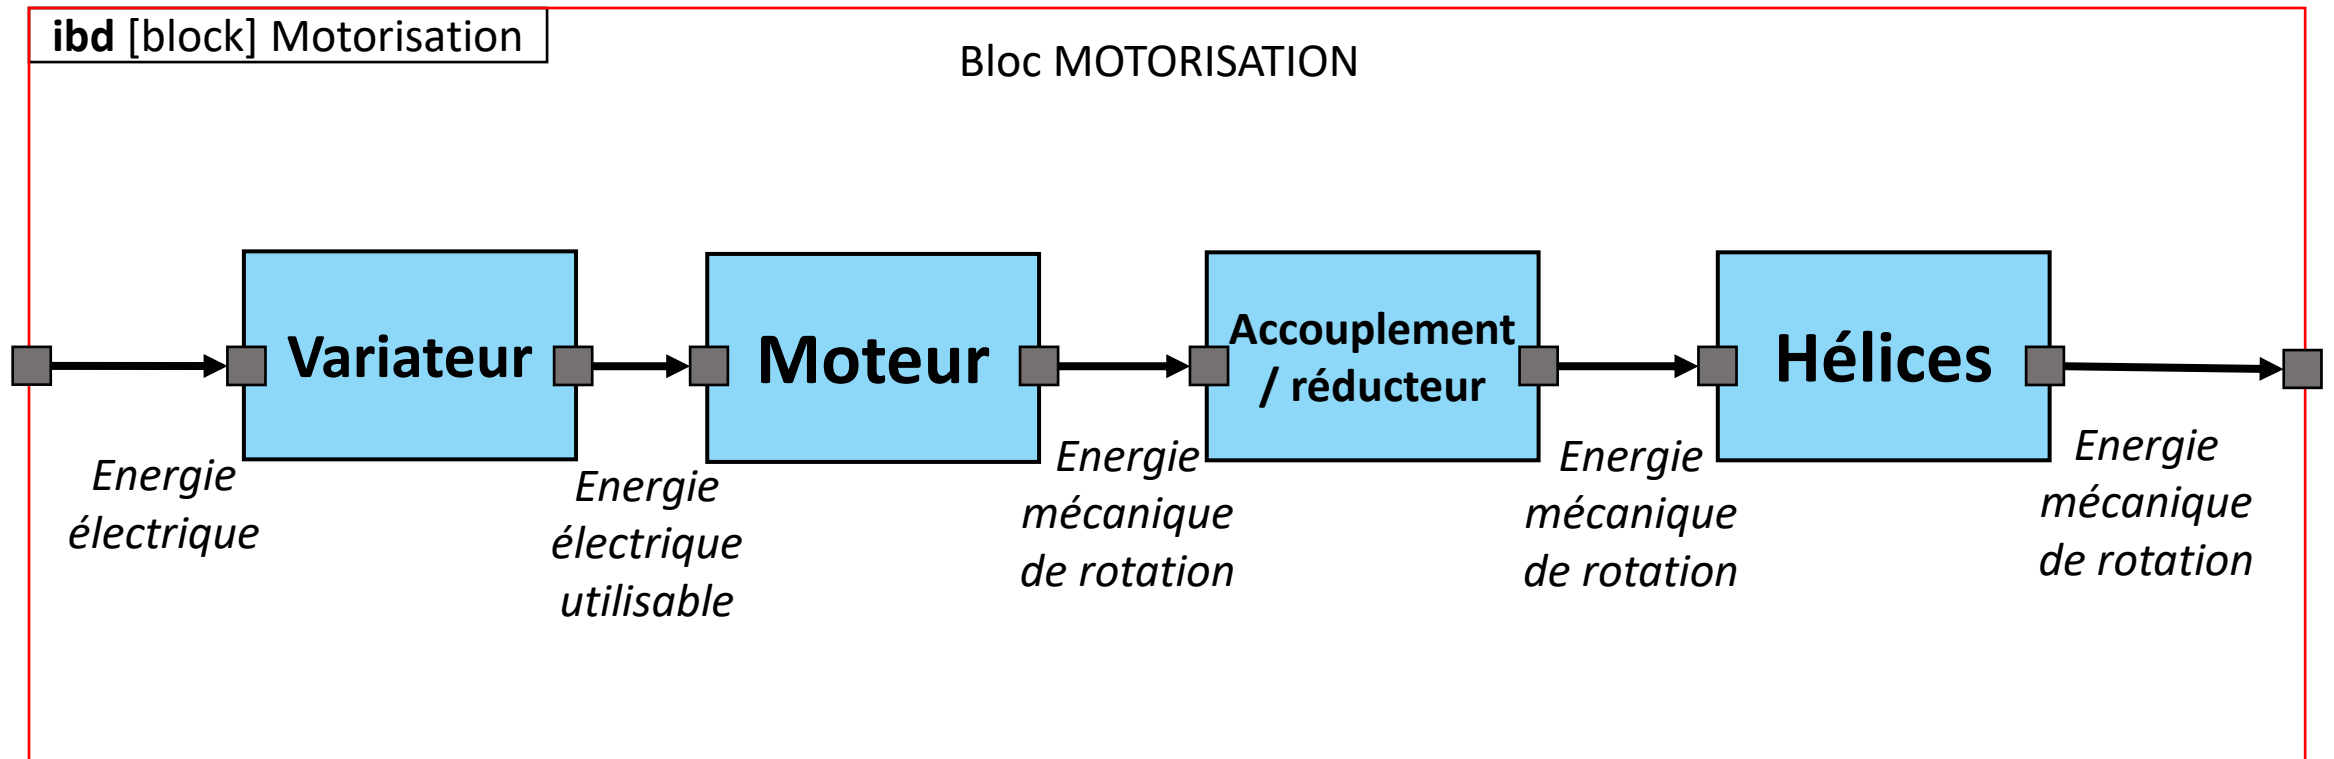 ibd [block] Motorisation
Bloc MOTORISATION
Variateur
Moteur
Accouplement
/ réducteur
Hélices
Energie
électrique
Energie
électrique
utilisable
Energie
mécanique
de rotation
Energie
mécanique
de rotation
Energie
mécanique
de rotation